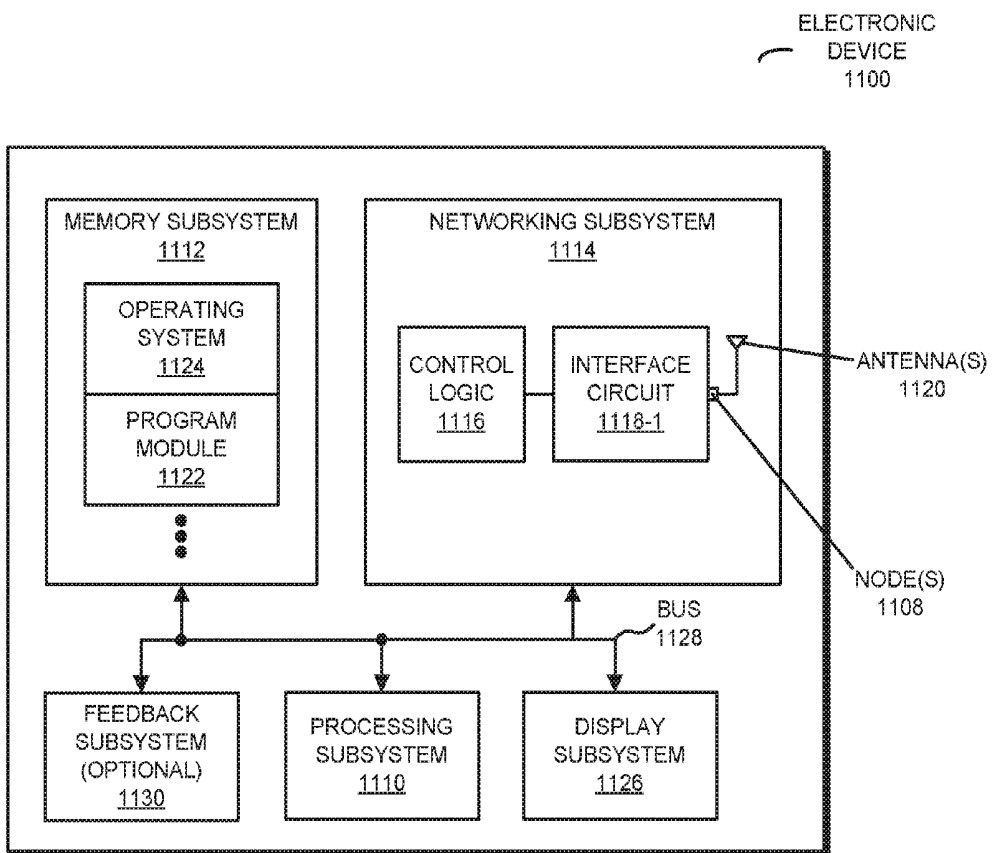 ELECTRONIC
DEVICE
1100
MEMORY SUBSYSTEM
1112
OPERATING
SYSTEM
1124
PROGRAM
MODULE
1122
NETWORKING SUBSYSTEM
1114
CONTROL
LOGIC
1116
INTERFACE
CIRCUIT
1118-1
ANTENNA(S)
1120
NODE(S)
1108
BUS
1128
FEEDBACK
SUBSYSTEM
(OPTIONAL)
1130
PROCESSING
SUBSYSTEM
1110
DISPLAY
SUBSYSTEM
1126